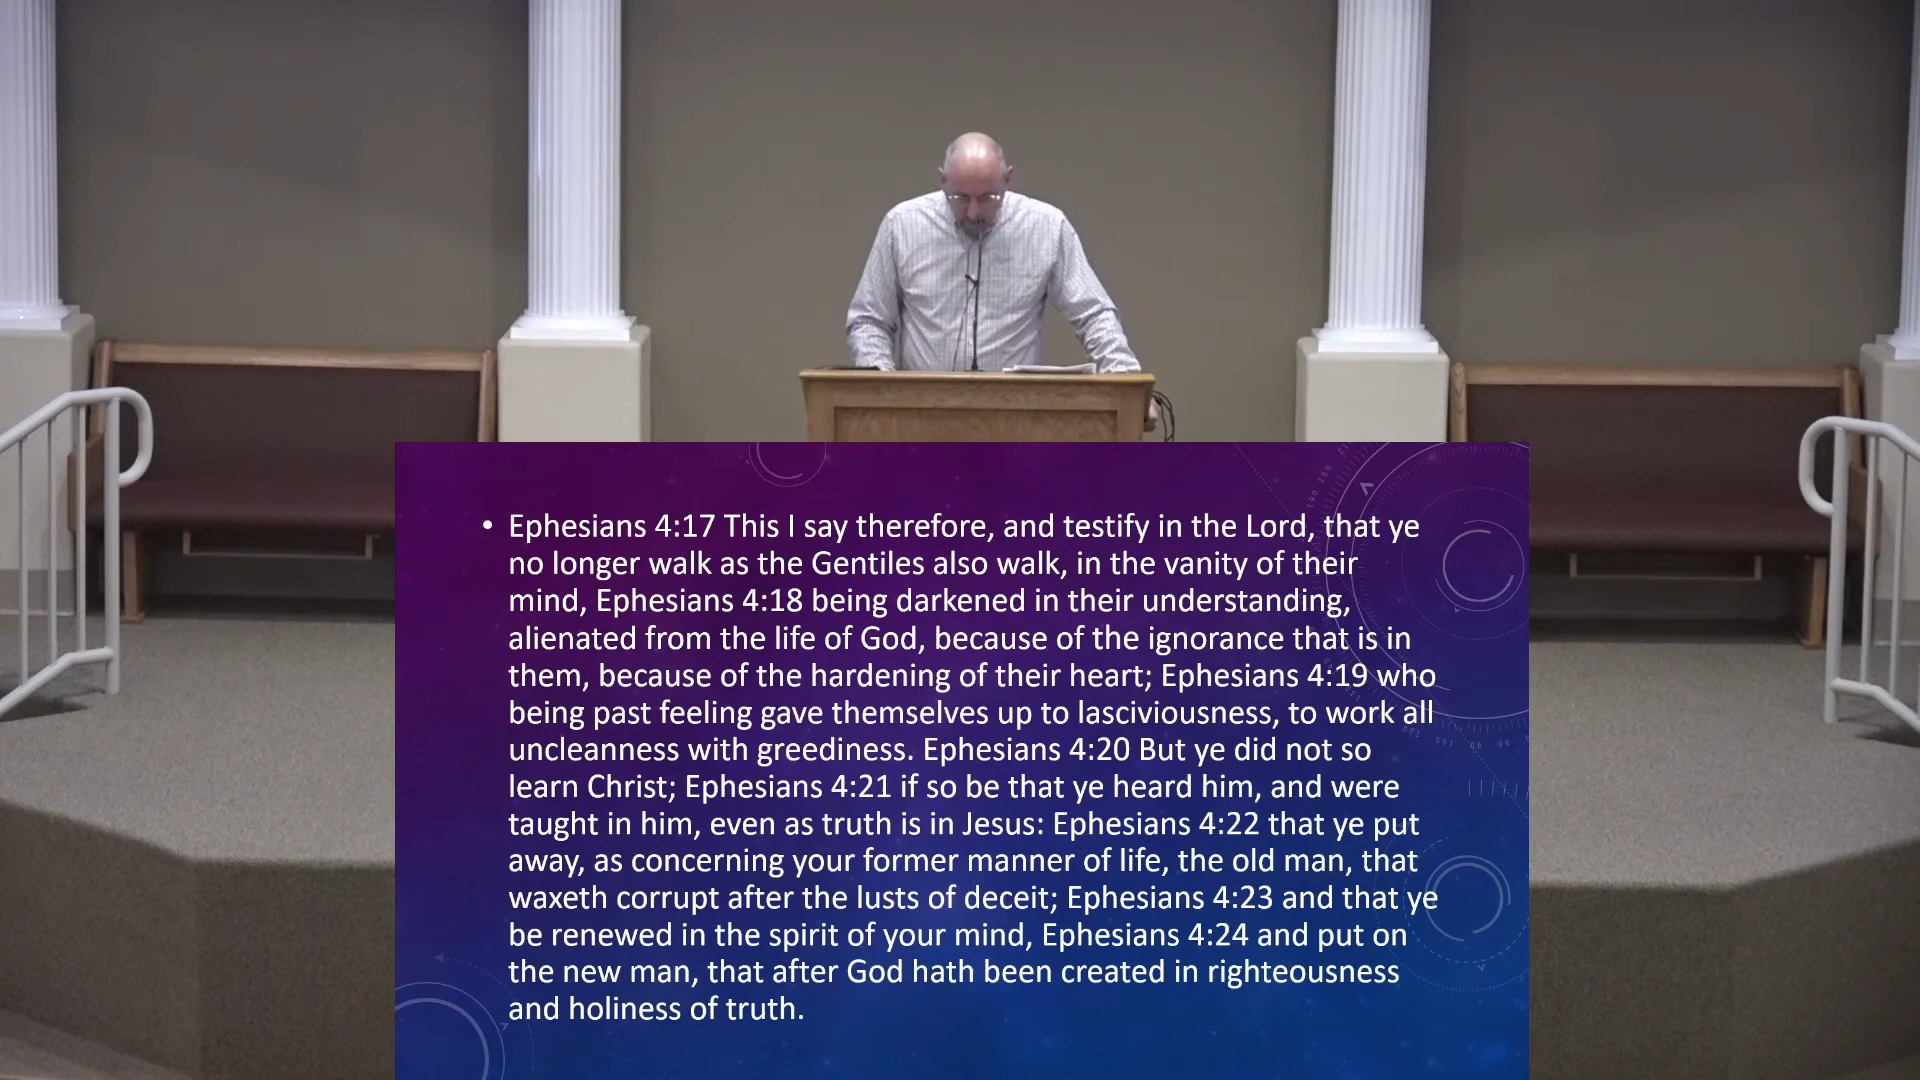 • Ephesians 4:17 This I say therefore, and testify in the Lord, that ye
no longer walk as the Gentiles also walk, in the vanity of their
mind, Ephesians 4:18 being darkened in their understanding,
alienated from the life of God, because of the ignorance that is in
them, because of the hardening of their heart; Ephesians 4:19 who
being past feeling gave themselves up to lasciviousness, to work all
uncleanness with greediness. Ephesians 4:20 But ye did not so
learn Christ; Ephesians 4:21 if so be that ye heard him, and were
taught in him, even as truth is in Jesus: Ephesians 4:22 that ye put
away, as concerning your former manner of life, the old man, that
waxeth corrupt after the lusts of deceit; Ephesians 4:23 and that ye
be renewed in the spirit of your mind, Ephesians 4:24 and put on
the new man, that after God hath been created in righteousness
and holiness of truth.